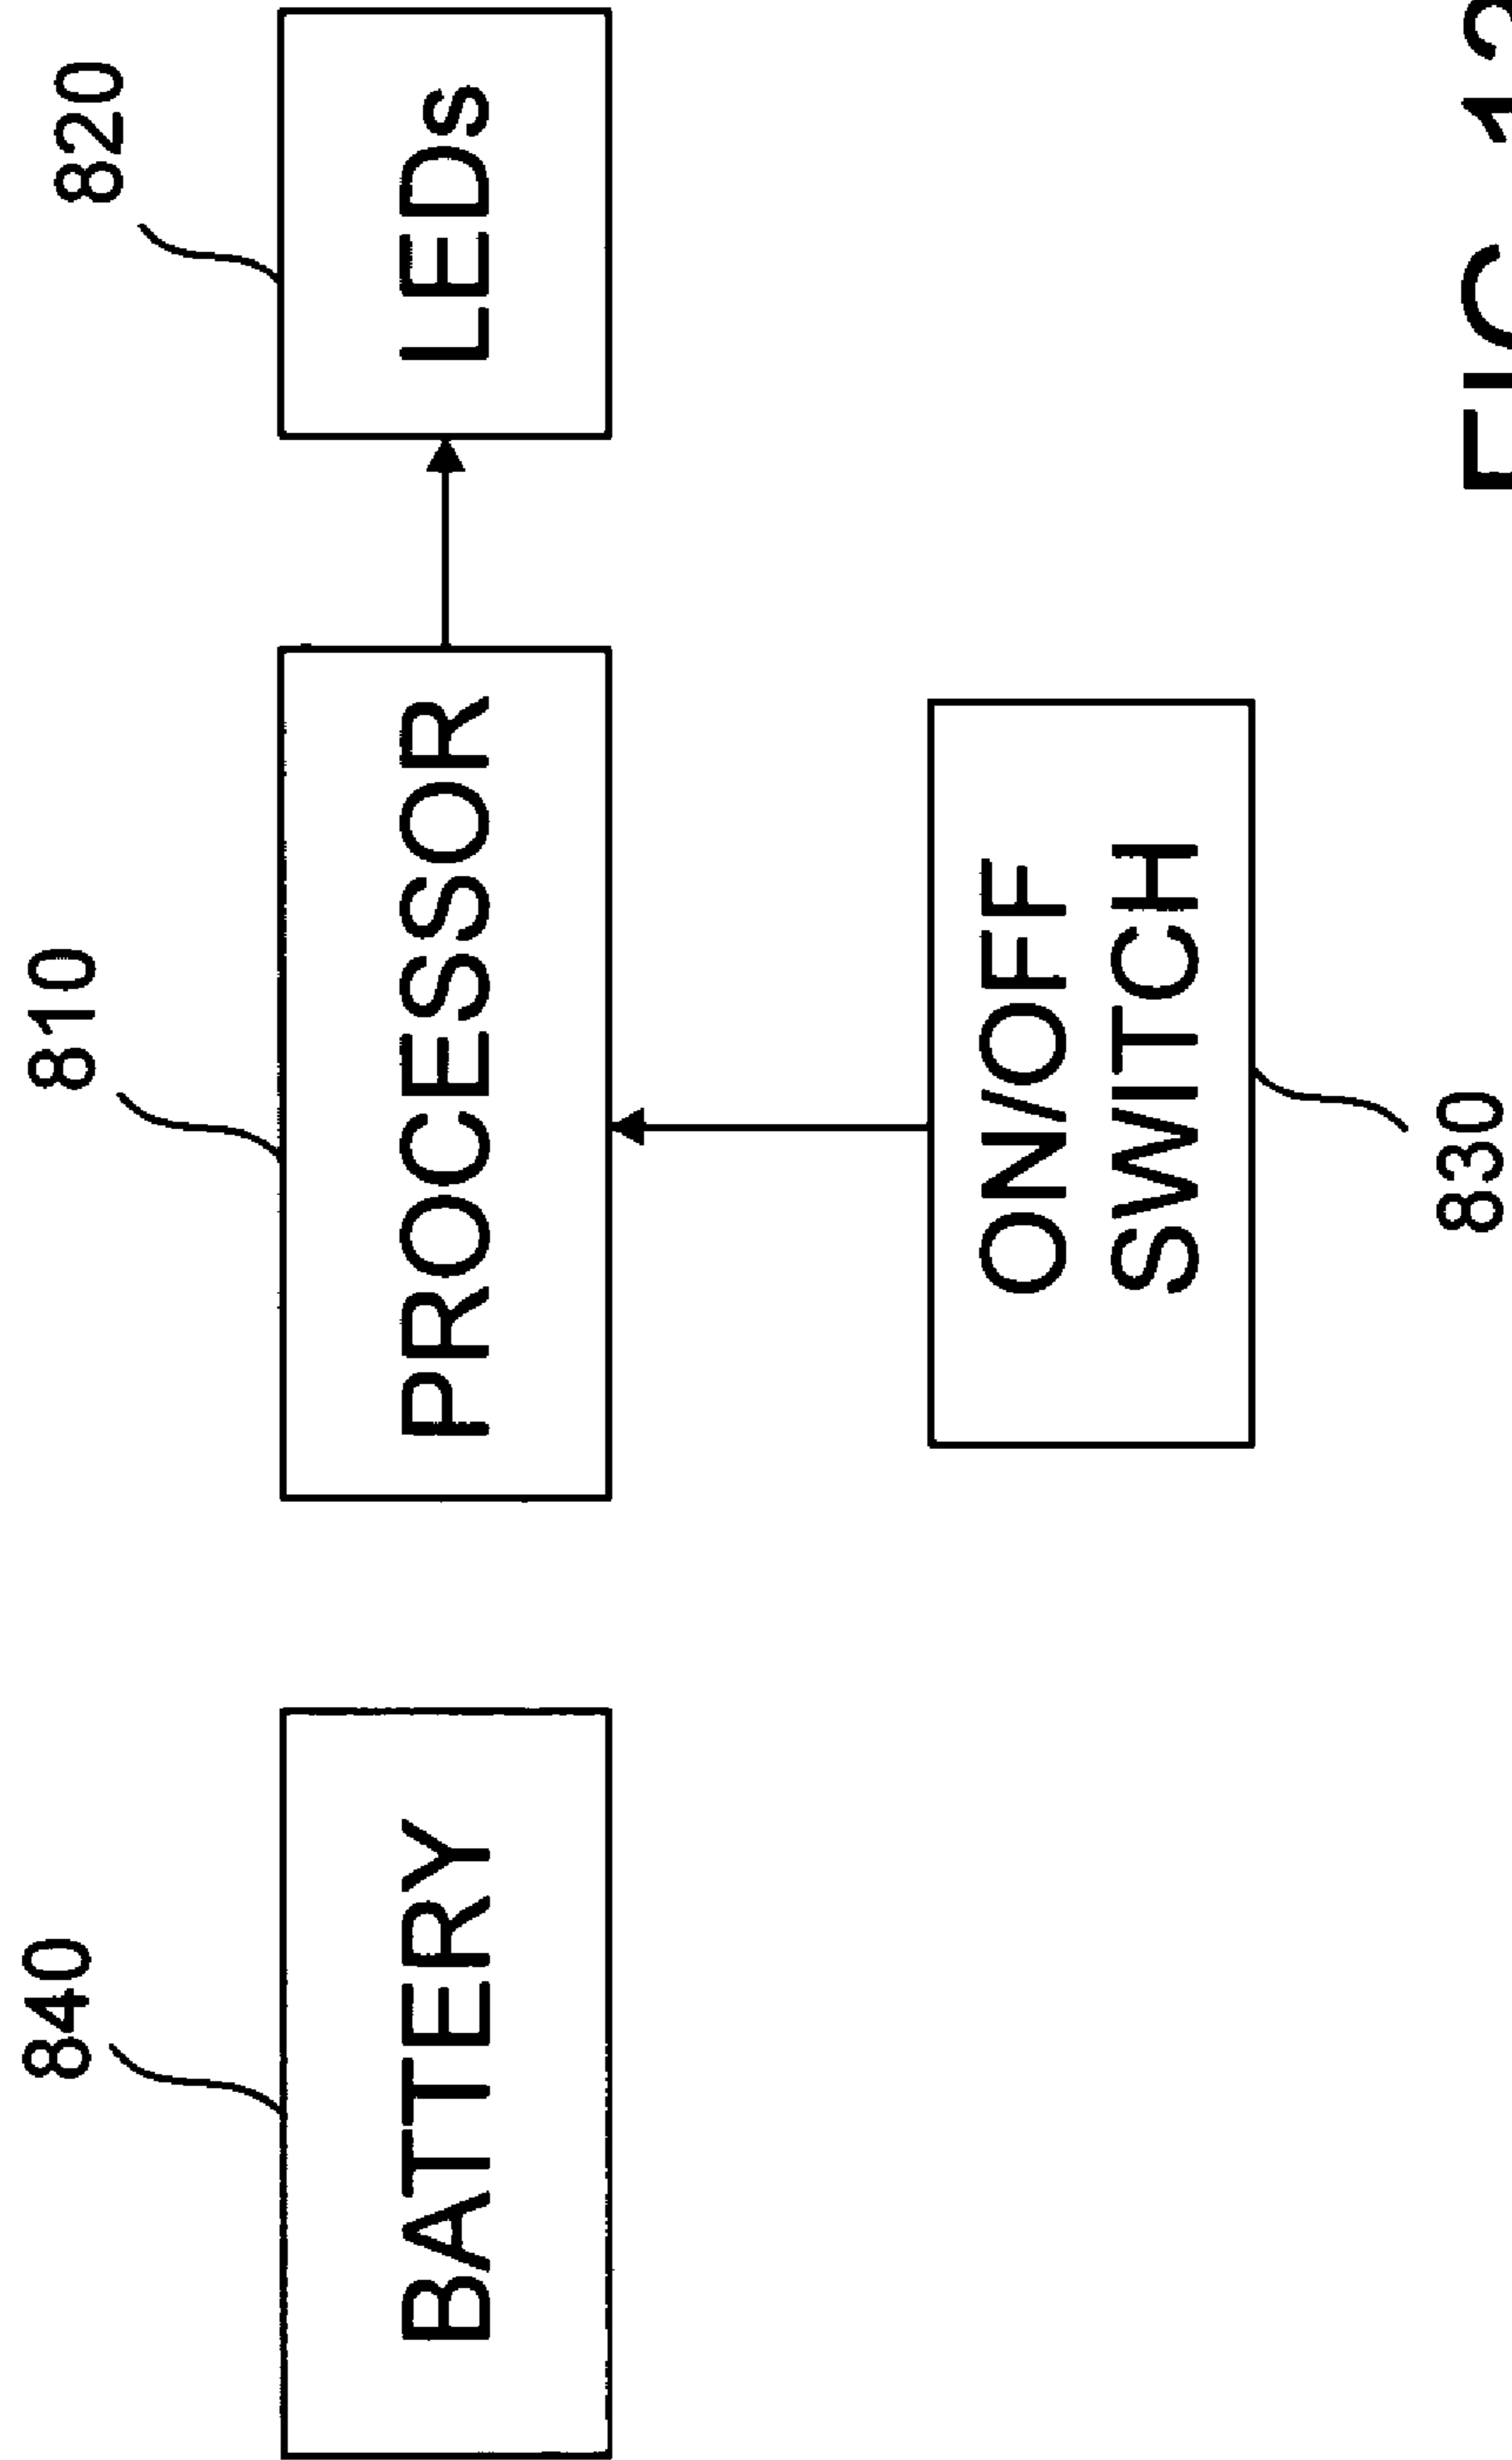 840
810
820
BATTERY
PROCESSOR
LEDs
ON/OFF
SWITCH
830